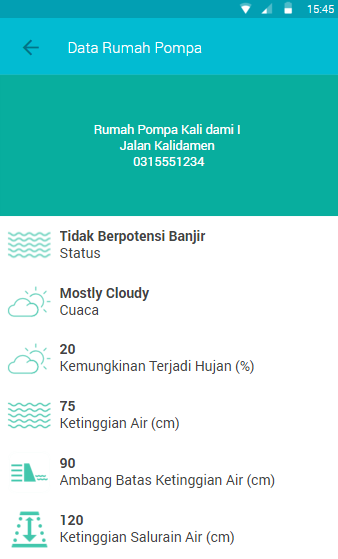 15:45
Data Rumah Pompa
Rumah Pompa Kali dami I
Jalan Kalidamen
0315551234
Tidak Berpotensi Banjir
Status
Mostly Cloudy
Cuaca
20
Kemungkinan Terjadi Hujan (%)
75
Ketinggian Air (cm)
90
Ambang Batas Ketinggian Air (cm)
120
Ketinggian Salurain Air (cm)